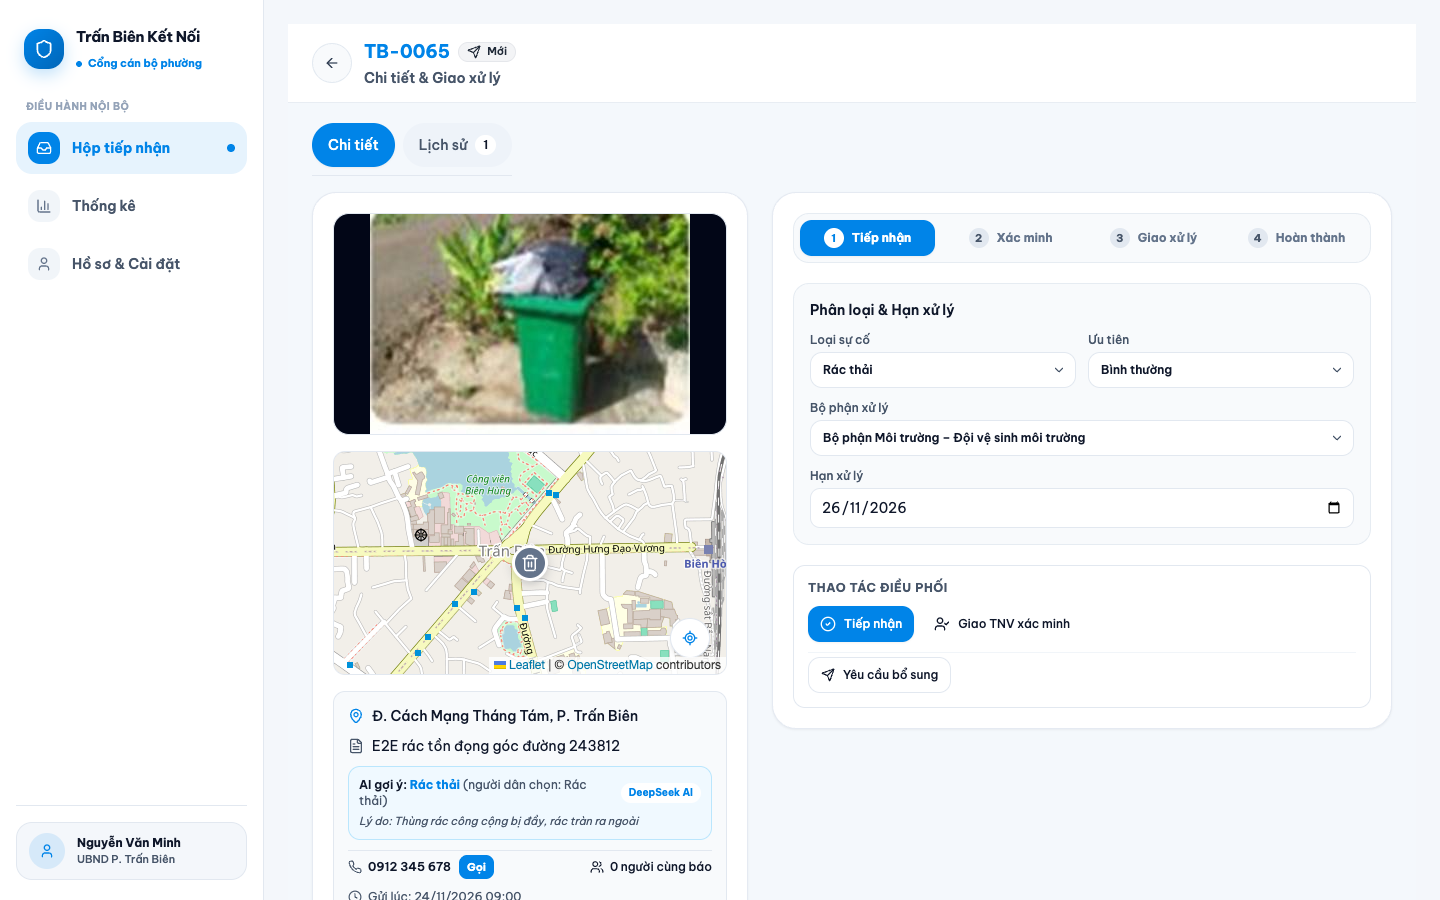 Trấn Biên Kết Nối
Cổng cán bộ phường
ĐIỀU HÀNH NỘI BỘ
Hộp tiếp nhận
Thống kê
Hồ sơ & Cài đặt
Nguyễn Văn Minh
UBND P. Trấn Biên
TB-0065
Mới
Chi tiết & Giao xử lý
Chi tiết
Lịch sử 1
Công viên
Biên Hùng
Trấn
Đường Hưng Đạo Vương
Biên Hò
Đường sắt
Đường
Leaflet | © OpenStreetMap contributors
Đ. Cách Mạng Tháng Tám, P. Trấn Biên
E2E rác tồn đọng góc đường 243812
AI gợi ý: Rác thải (người dân chọn: Rác
thải)
DeepSeek AI
Lý do: Thùng rác công cộng bị đầy, rác tràn ra ngoài
0912 345 678
Gọi
0 người cùng báo
Gửi lúc: 24/11/2026 09:00
1 Tiếp nhận
2 Xác minh
3 Giao xử lý
4 Hoàn thành
Phân loại & Hạn xử lý
Loại sự cố
Ưu tiên
Rác thải
Bình thường
Bộ phận xử lý
Bộ phận Môi trường – Đội vệ sinh môi trường
Hạn xử lý
26/11/2026
THAO TÁC ĐIỀU PHỐI
Tiếp nhận
Giao TNV xác minh
Yêu cầu bổ sung